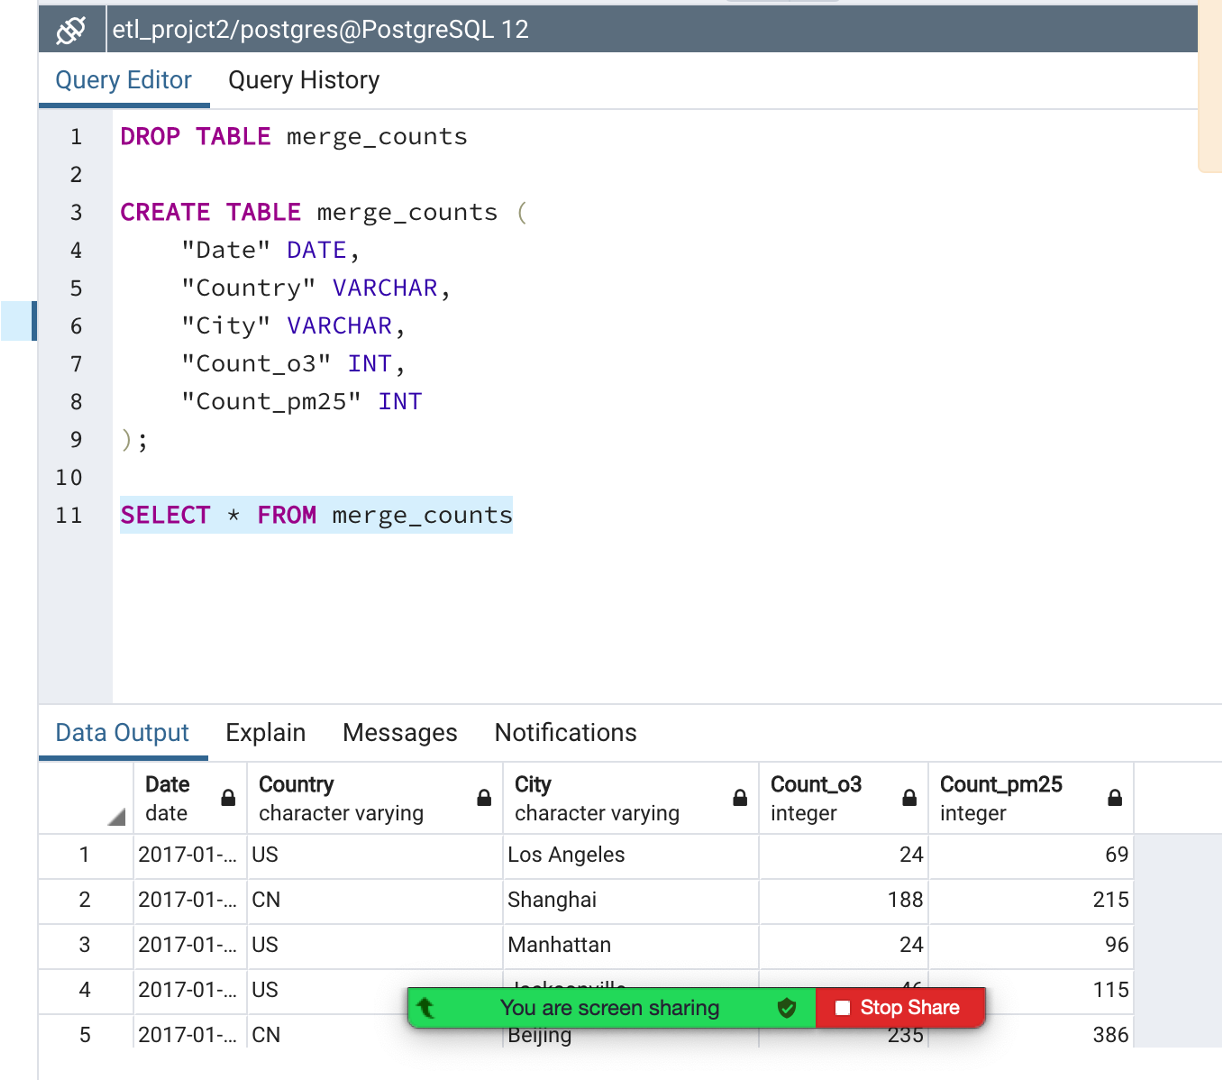 etl_projct2/postgres@PostgreSQL 12
Query Editor Query History
1 DROP TABLE merge_counts
2
3 CREATE TABLE merge_counts (
4 "Date" DATE,
5 "Country" VARCHAR,
6 "City" VARCHAR,
7 "Count_o3" INT,
8 "Count_pm25" INT
9 );
10
11 SELECT * FROM merge_counts
Data Output Explain Messages Notifications
Date Country City Count_o3 Count_pm25
date character varying character varying integer integer
1 2017-01-... US Los Angeles 24 69
2 2017-01-... CN Shanghai 188 215
3 2017-01-... US Manhattan 24 96
4 2017-01-... US Jacksonville 46 115
You are screen sharing Stop Share
5 2017-01-... CN Beijing 235 386